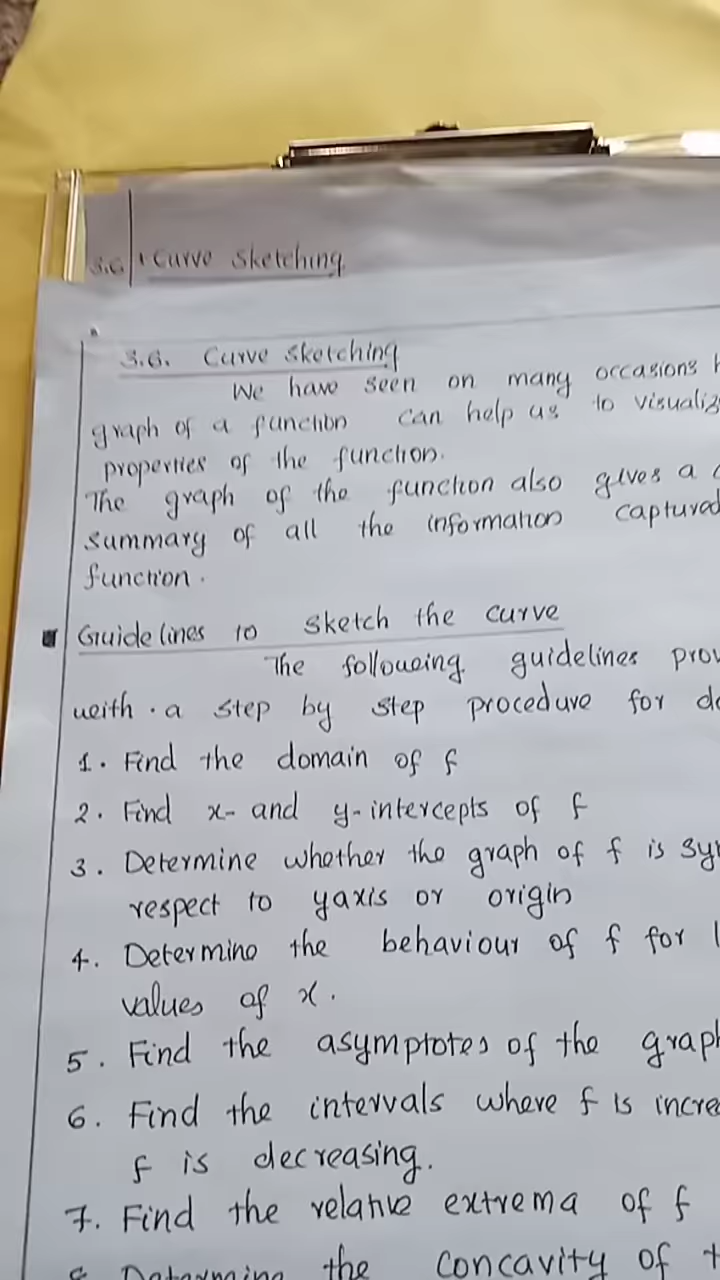 3.6 Curve Sketching
3.6. Curve Sketching
We have seen on many occasions
graph of a function can help us to
properties of the function.
The graph of the function also gives a
summary of all the information captured
function.
Guidelines to sketch the curve
The following guidelines
with a step by step procedure for
1. Find the domain of f
2. Find x- and y-intercepts of f
3. Determine whether the graph of f is
respect to yaxis or origin
4. Determine the behaviour of f for
values of x.
5. Find the asymptotes of the
6. Find the intervals where f is
f is decreasing.
7. Find the relative extrema of f
the concavity of